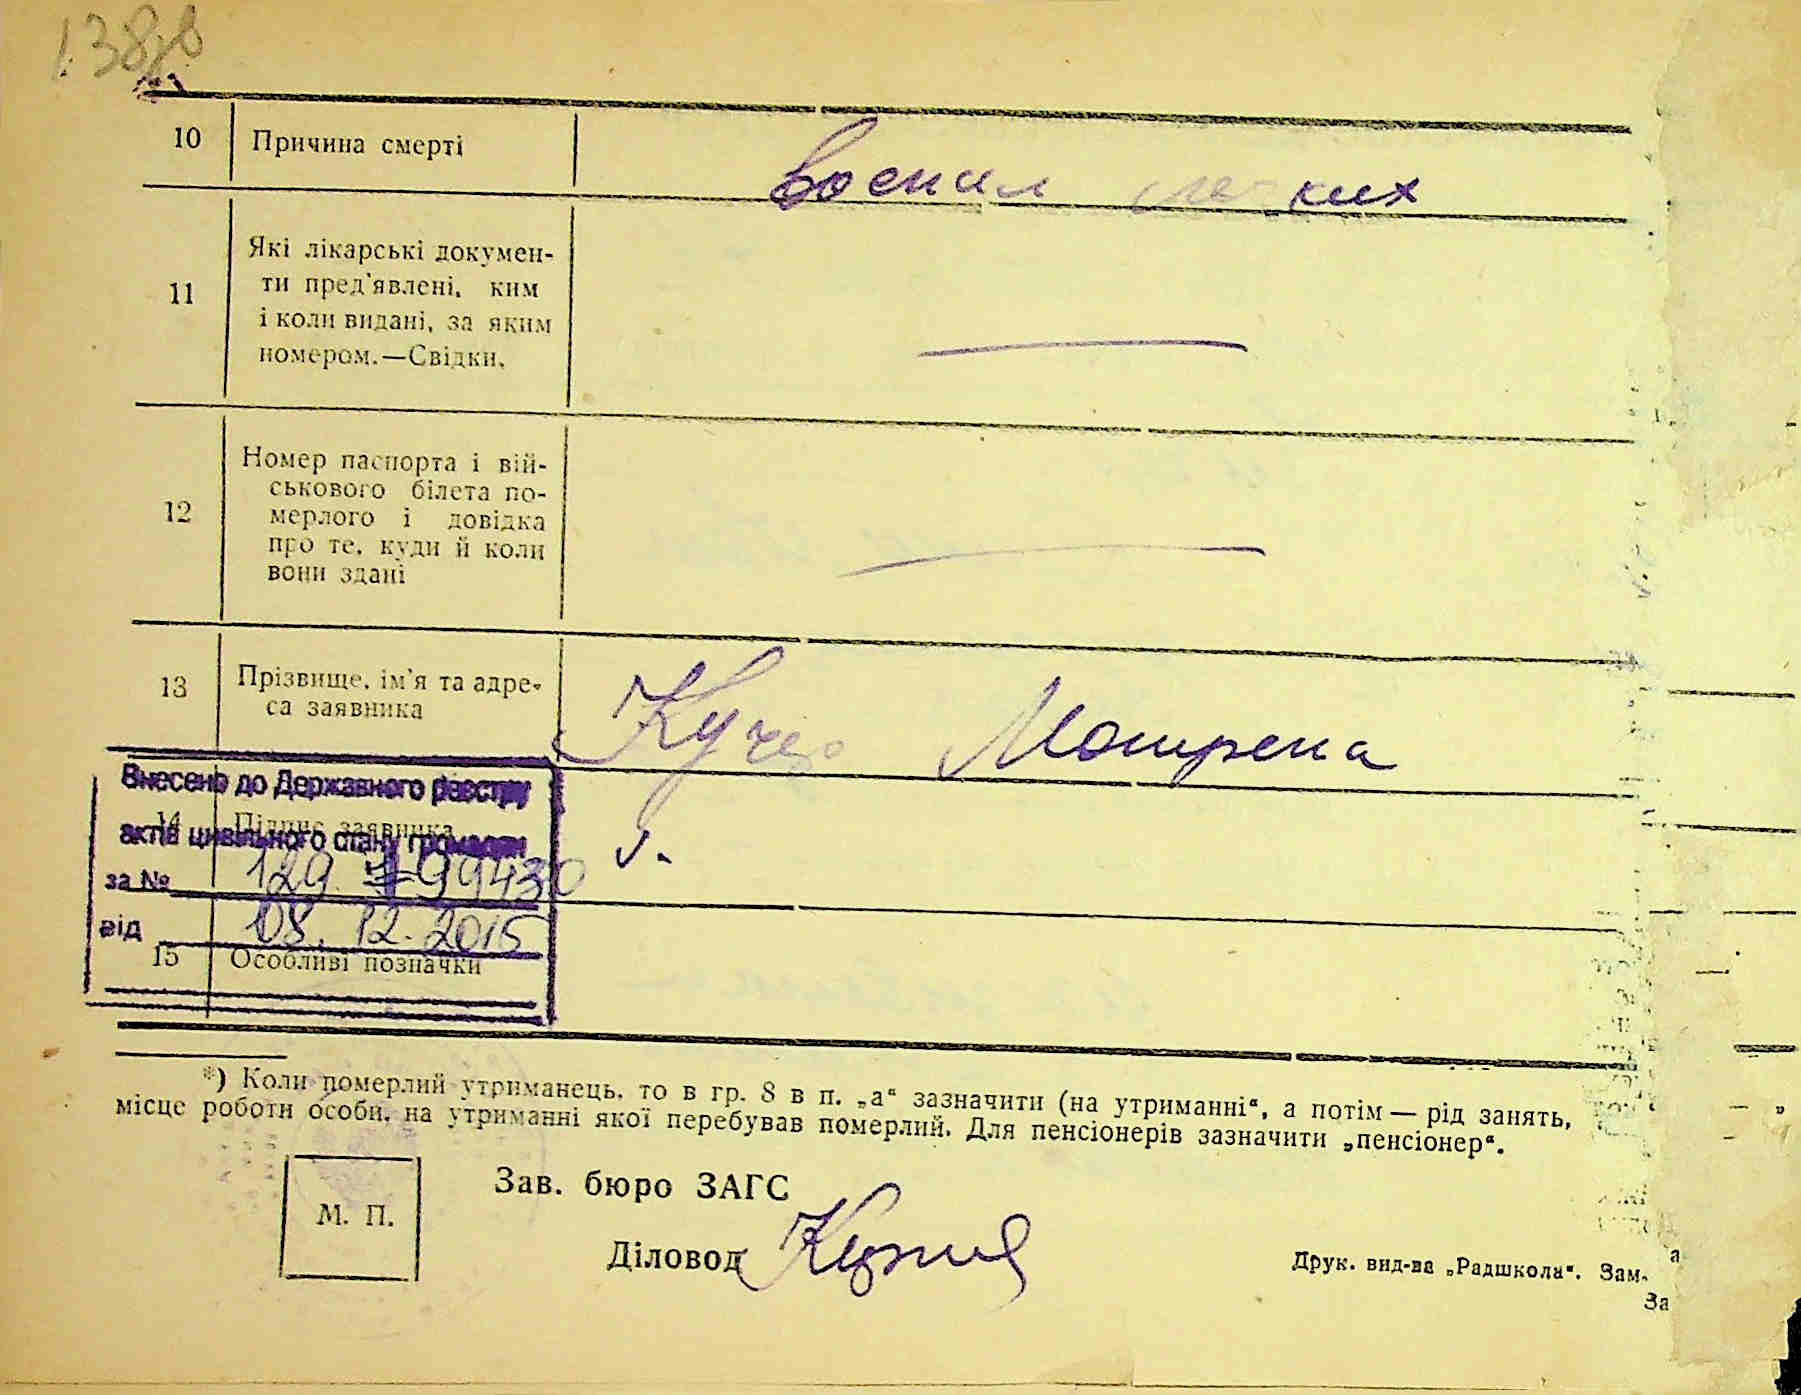 10 Причина смерті
Воспал легких
11 Які лікарські докумен-
ти пред'явлені, ким
і коли видані, за яким
номером.—Свідки.
12 Номер паспорта і вій-
ськового білета по-
мерлого і довідка
про те, куди й коли
вони здані
13 Прізвище, ім'я та адре-
са заявника
Мотрена
Внесено до Державного реєстру
14 Підпис заявника
актів цивільного стану громадян
за №
від 08.12.2015
15 Особливі позначки
*) Коли померлий утриманець, то в гр. 8 в п. „а“ зазначити (на утриманні“, а потім — рід занять,
місце роботи особи, на утриманні якої перебував померлий. Для пенсіонерів зазначити „пенсіонер“.
М. П.
Зав. бюро ЗАГС
Діловод
Друк. вид-ва „Радшкола“. Зам.
За